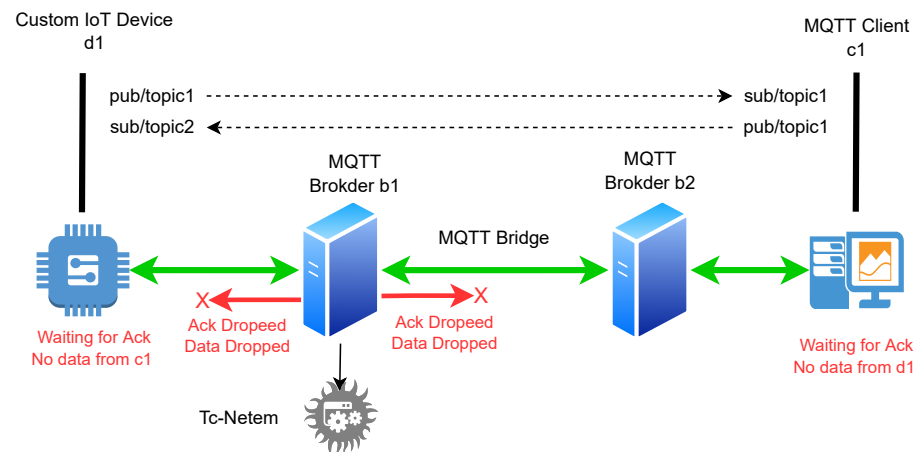 Custom IoT Device
d1
MQTT Client
c1
pub/topic1
sub/topic1
sub/topic2
pub/topic1
MQTT
Brokder b1
MQTT
Brokder b2
MQTT Bridge
X
X
Ack Dropeed
Data Dropped
Ack Dropeed
Data Dropped
Waiting for Ack
No data from c1
Waiting for Ack
No data from d1
Tc-Netem